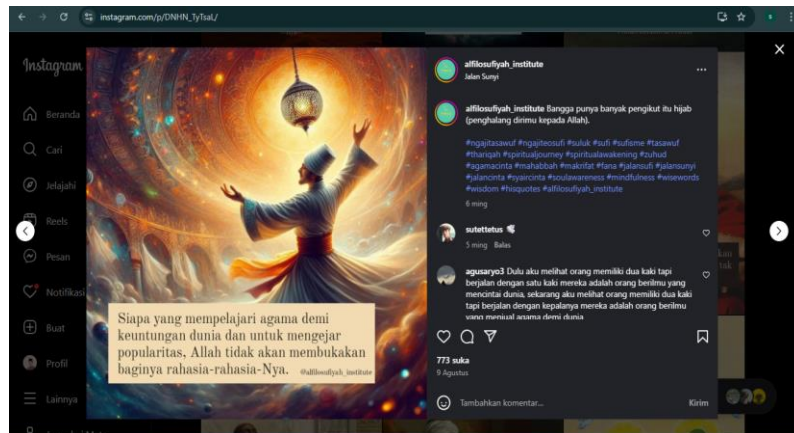 instagram.com/p/DNHN_TyTsaL/
Instagram
Beranda
Cari
Jelajahi
Reels
Pesan
Notifikasi
Buat
Profil
Lainnya
Siapa yang mempelajari agama demi
keuntungan dunia dan untuk mengejar
popularitas, Allah tidak akan membukakan
baginya rahasia-rahasia-Nya. @alfilosufiyah_institute
alfilosufiyah_institute
Jalan Sunyi
alfilosufiyah_institute Bangga punya banyak pengikut itu hijab
(penghalang dirimu kepada Allah).
#ngajitasawuf #ngajiteosufi #suluk #sufi #sufisme #tasawuf
#thariqah #spiritualjourney #spiritualawakening #zuhud
#agamacinta #mahabbah #makrifat #fana #jalansufi #jalansunyi
#jalancinta #syaircinta #soulawareness #mindfulness #wisewords
#wisdom #hisquotes #alfilosufiyah_institute
6 ming
sutettetus
5 ming Balas
agusaryo3 Dulu aku melihat orang memiliki dua kaki tapi
berjalan dengan satu kaki mereka adalah orang berilmu yang
mencintai dunia, sekarang aku melihat orang memiliki dua kaki
tapi berjalan dengan kepalanya mereka adalah orang berilmu
yang menjual agama demi dunia
773 suka
9 Agustus
Tambahkan komentar...
Kirim